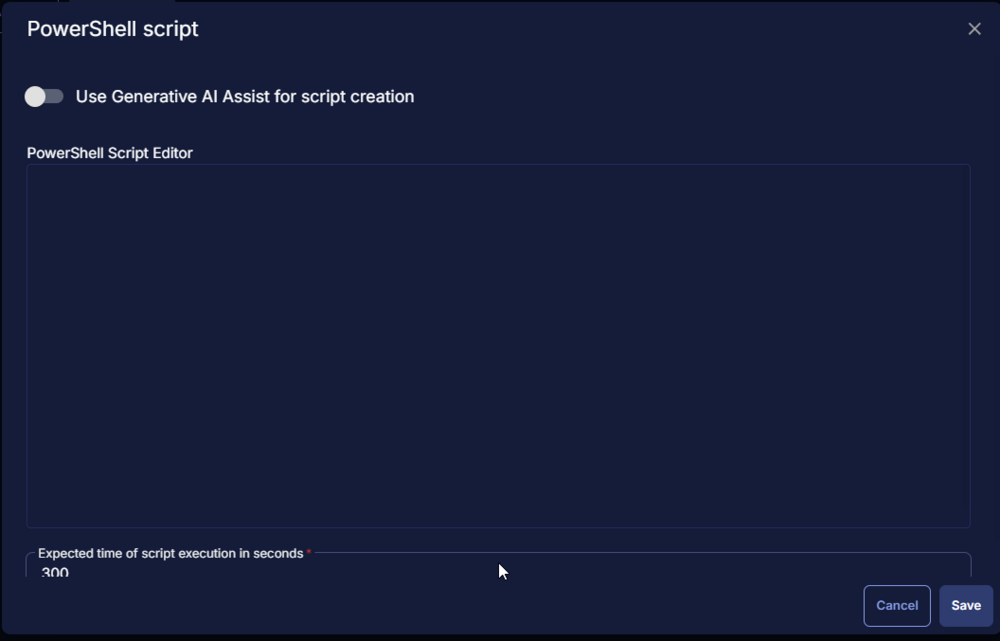 PowerShell script
Use Generative AI Assist for script creation
PowerShell Script Editor
Expected time of script execution in seconds *
300
Cancel
Save